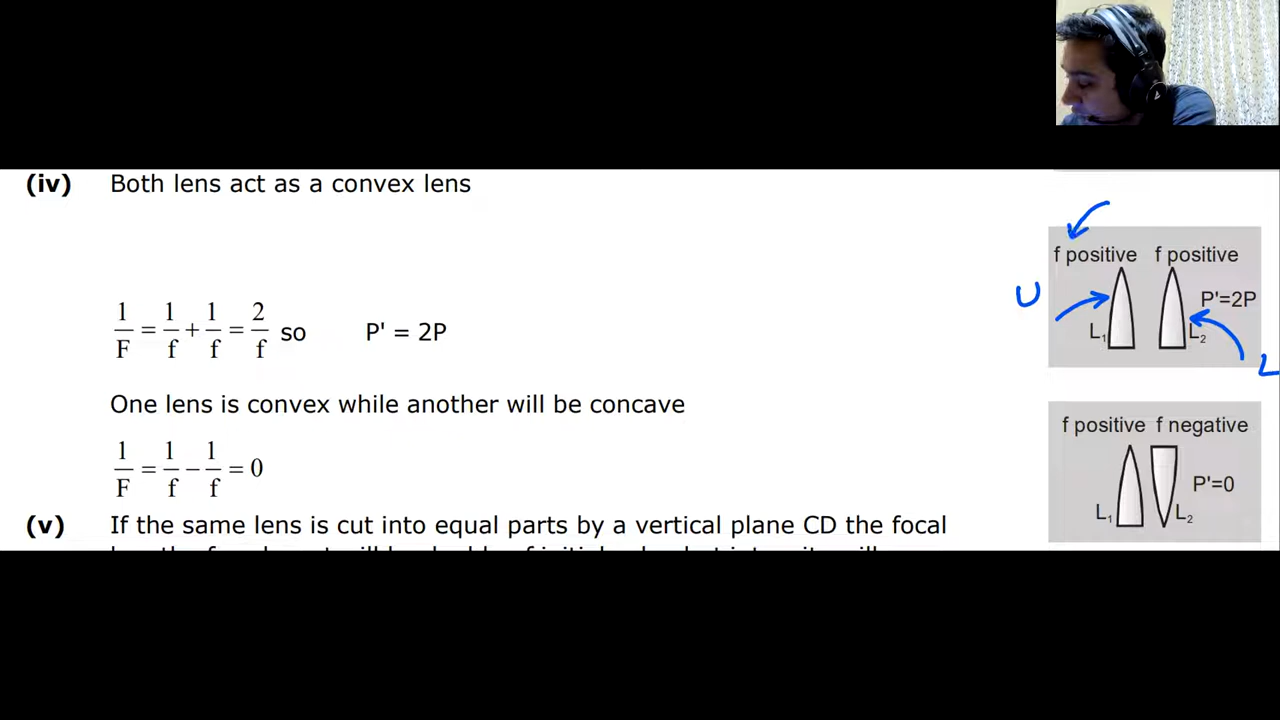 (iv) Both lens act as a convex lens
f positive f positive
U
P'=2P
L₁ L₂
L
1/F = 1/f + 1/f = 2/f so P' = 2P
One lens is convex while another will be concave
f positive f negative
1/F = 1/f − 1/f = 0
P'=0
L₁ L₂
(v) If the same lens is cut into equal parts by a vertical plane CD the focal